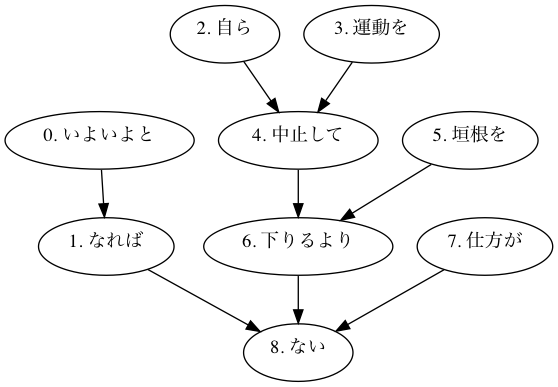 2. 自ら
3. 運動を
0. いよいよと
4. 中止して
5. 垣根を
1. なれば
6. 下りるより
7. 仕方が
8. ない